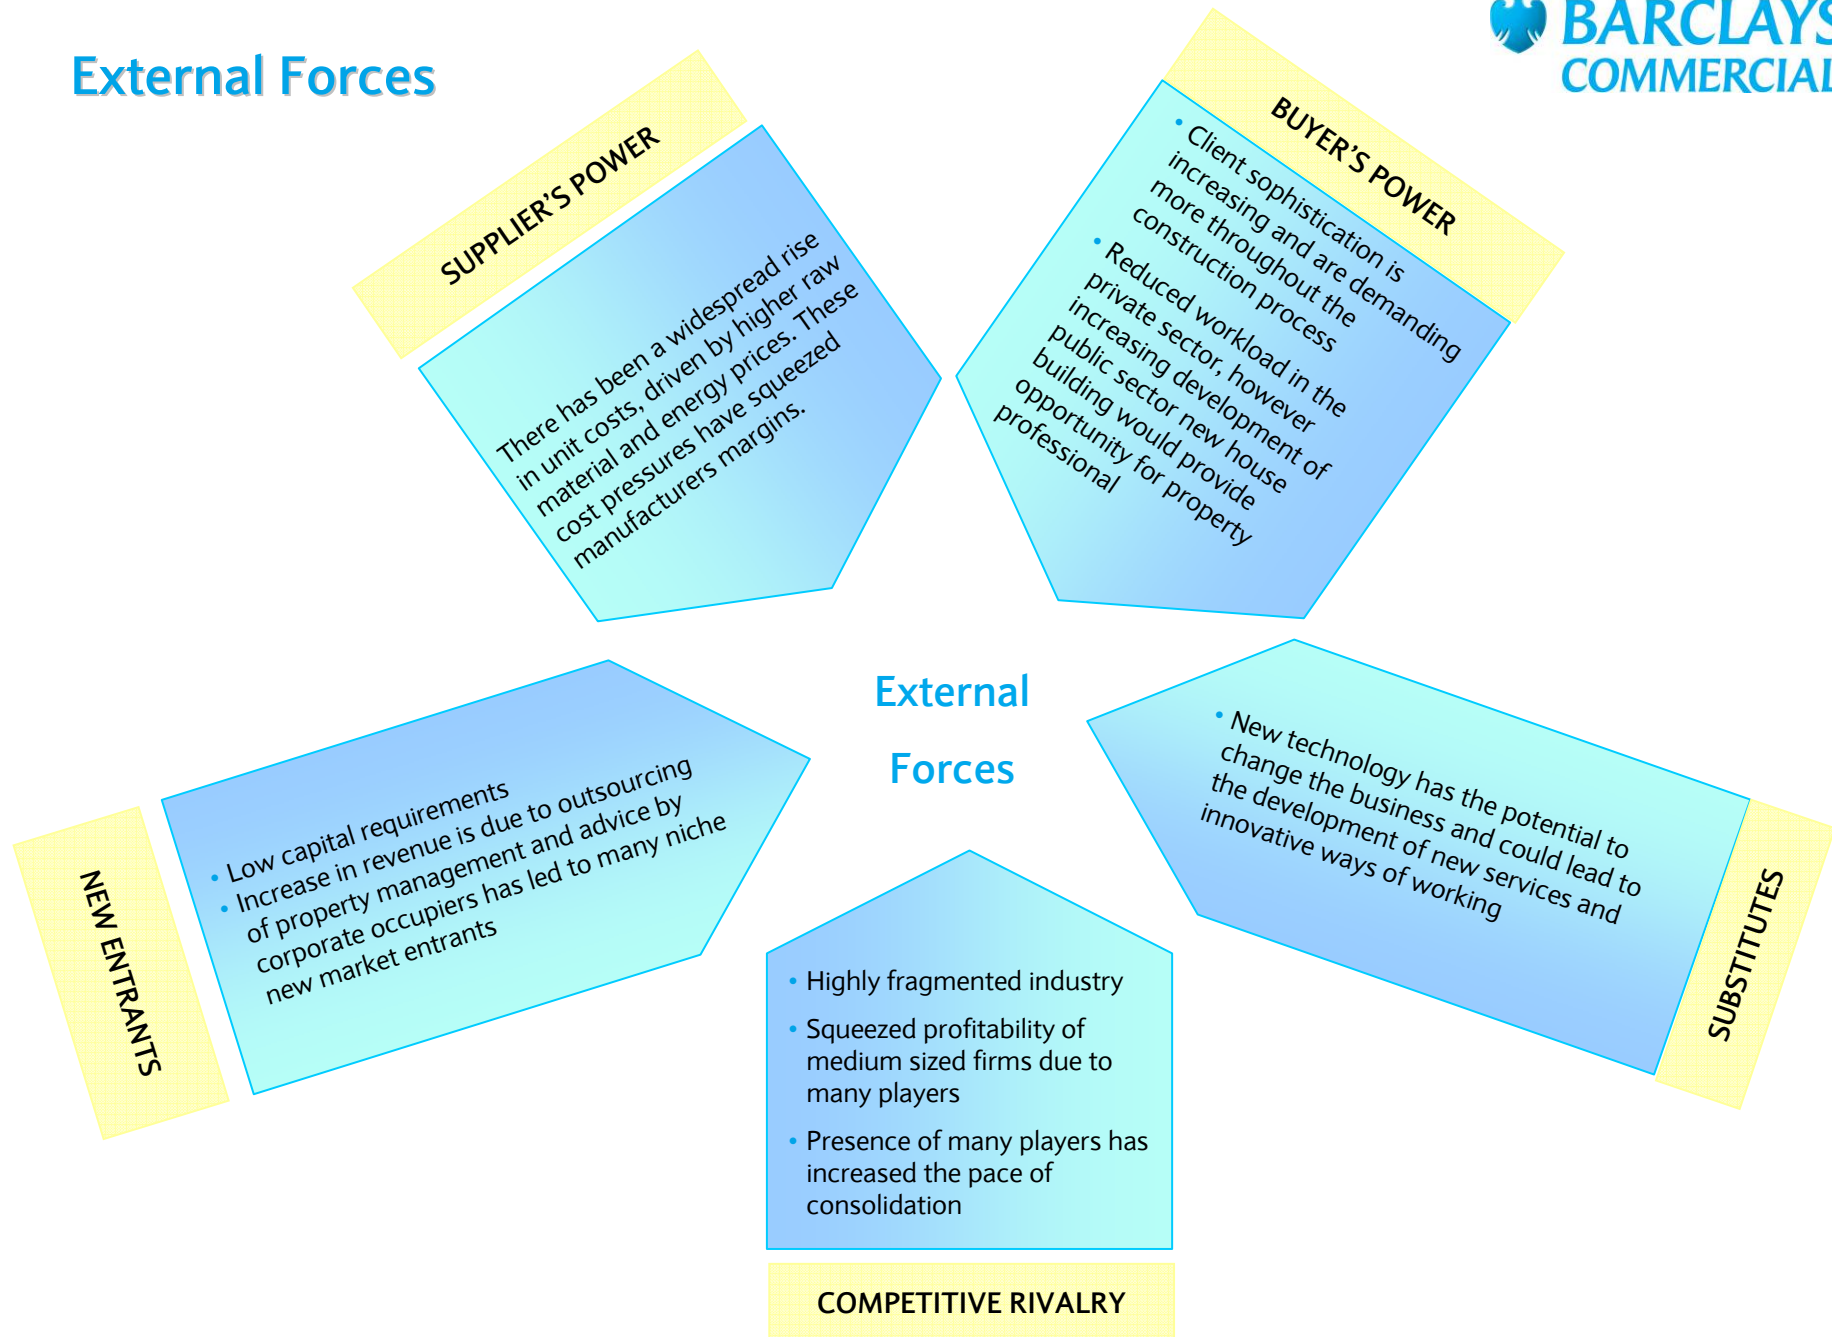 External Forces
BARCLAYS
COMMERCIAL
SUPPLIER'S POWER
There has been a widespread rise
in unit costs, driven by higher raw
material and energy prices. These
cost pressures have squeezed
manufacturers margins.
BUYER'S POWER
• Client sophistication is
increasing and are demanding
more throughout the
construction process
• Reduced workload in the
private sector, however
increasing development of
public sector new house
building would provide
opportunity for property
professional
External
Forces
NEW ENTRANTS
• Low capital requirements
• Increase in revenue is due to outsourcing
of property management and advice by
corporate occupiers has led to many niche
new market entrants
• New technology has the potential to
change the business and could lead to
the development of new services and
innovative ways of working
SUBSTITUTES
• Highly fragmented industry
• Squeezed profitability of
medium sized firms due to
many players
• Presence of many players has
increased the pace of
consolidation
COMPETITIVE RIVALRY